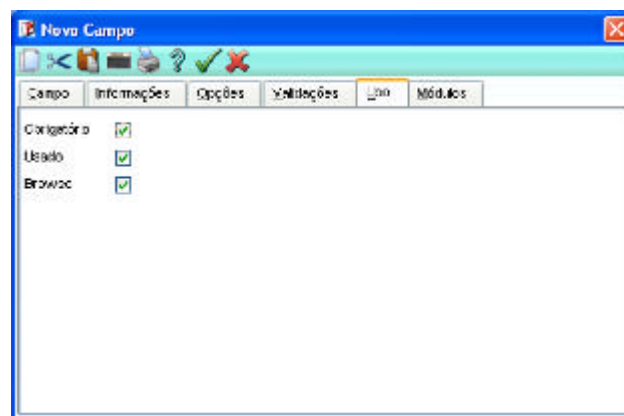 Novo Campo
Campo Informações Opções Validações Uso Módulos
Obrigatório
Usado
Browse